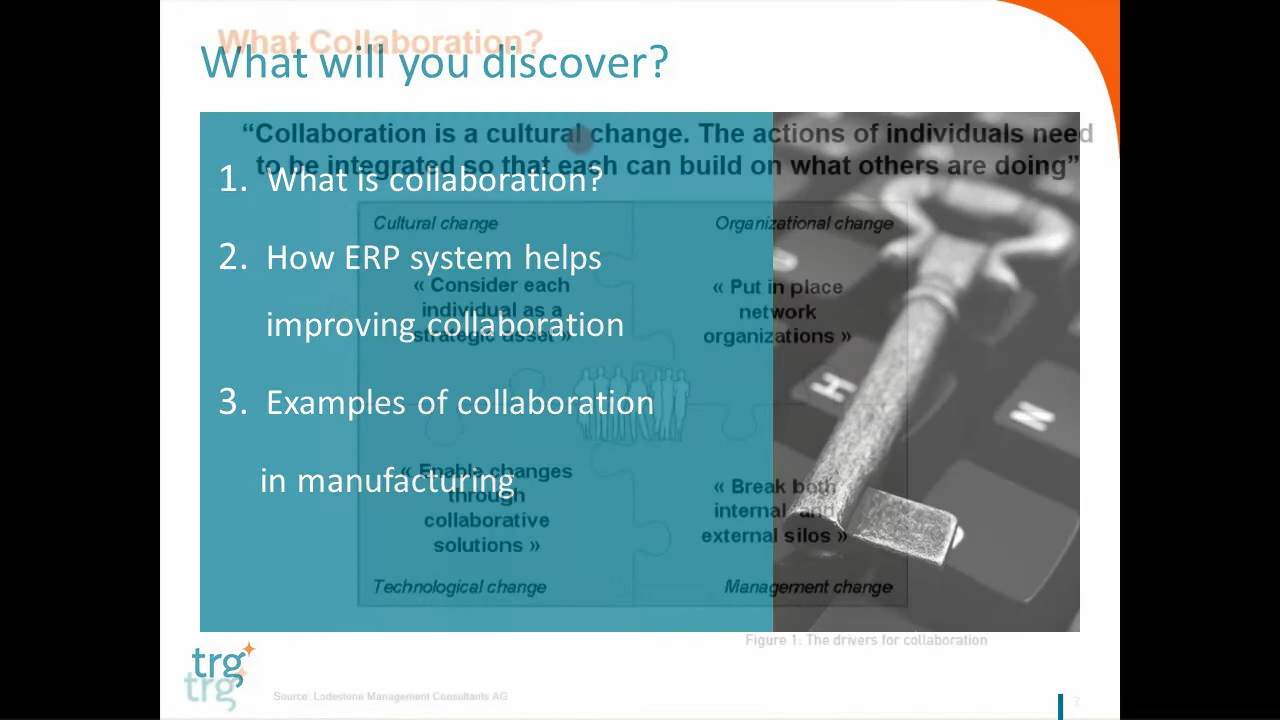 What Collaboration?
What will you discover?
“Collaboration is a cultural change. The actions of individuals need
to be integrated so that each can build on what others are doing”
1. What is collaboration?
Cultural change
Organizational change
2. How ERP system helps
improving collaboration
« Consider each
individual as a
strategic asset »
« Put in place
network
organizations »
H
N
3. Examples of collaboration
in manufacturing
« Enable changes
through
collaborative
solutions »
« Break both
internal and
external silos »
Technological change
Management change
Figure 1: The drivers for collaboration
trg
trg
Source Lodestone Management Consultants AG
7